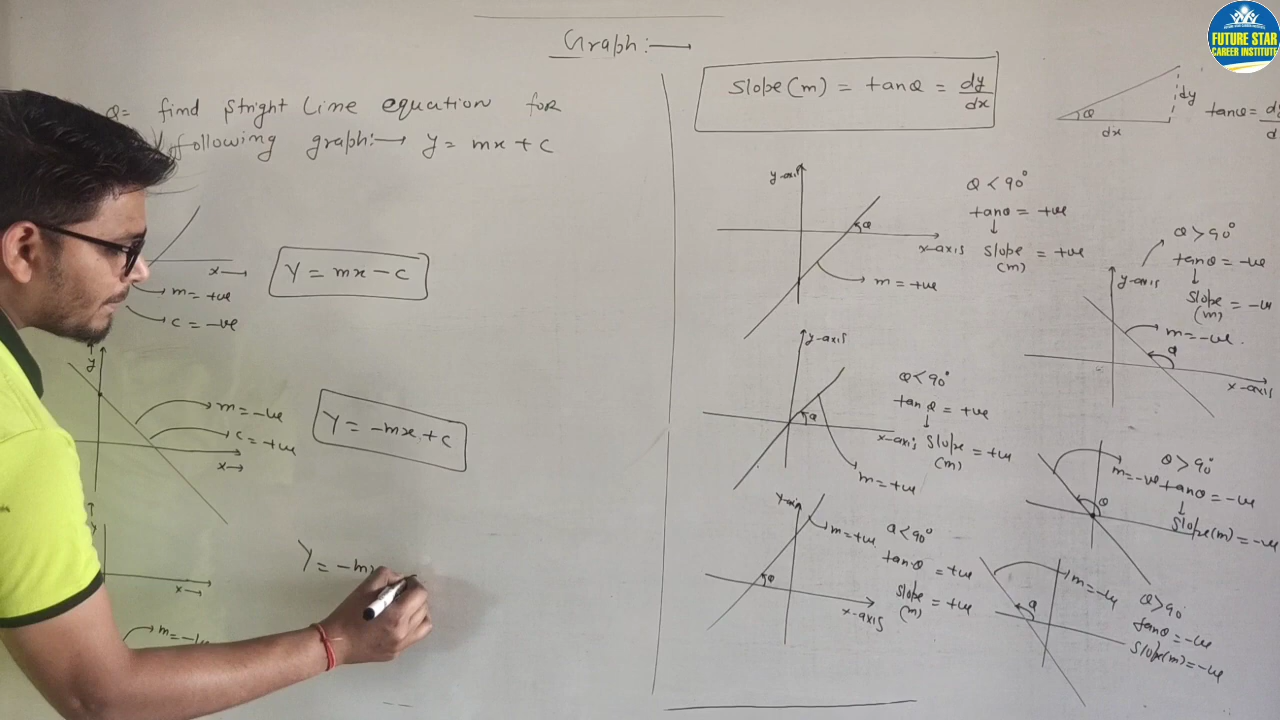 Graph:→
FUTURE STAR
CAREER INSTITUTE
Q= find Stright Line equation for
following graph:→ y = mx + c
x→
m = +ve
c = -ve
Y = mx - c
y
m = -ve
c = +ve
x→
Y = -mx + c
x→
m = -ve
Y = -mx
Slope(m) = tanθ = dy/dx
θ
dy
dx
tanθ = d
y-axis
θ
x-axis
m = +ve
θ < 90°
tanθ = +ve
↓
slope = +ve
(m)
θ > 90°
tanθ = -ve
↓
Slope = -ve
(m)
y-axis
m = -ve
θ
x-axis
y-axis
θ
x-axis
m = +ve
θ < 90°
tanθ = +ve
↓
Slope = +ve
(m)
m = -ve
θ
θ > 90°
tanθ = -ve
↓
Slope(m) = -ve
y-axis
m = +ve
θ
x-axis
θ < 90°
tanθ = +ve
slope = +ve
(m)
m = -ve
θ
θ > 90
tanθ = -ve
Slope(m) = -ve